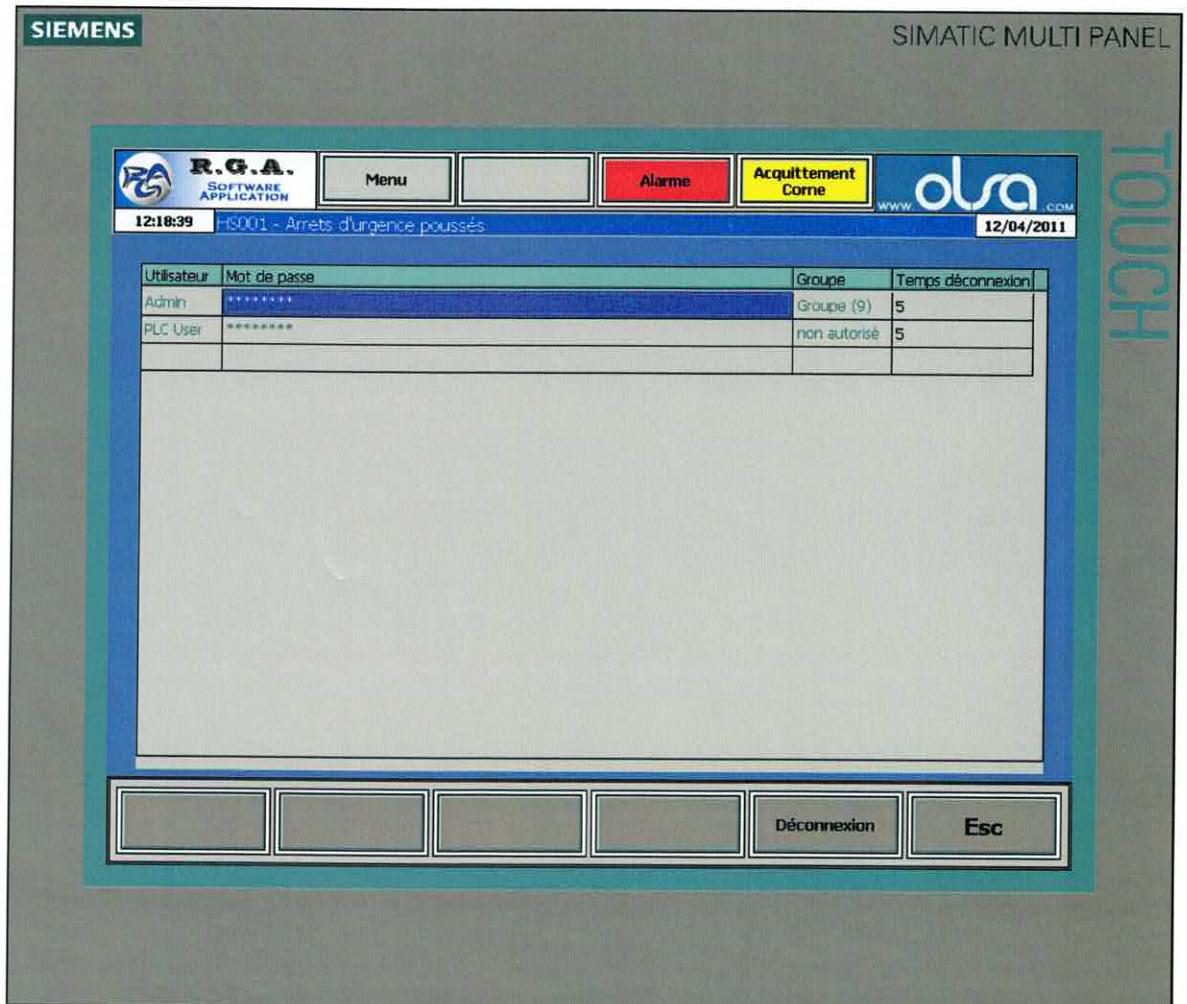 SIEMENS
SIMATIC MULTI PANEL
TOUCH
R.G.A.
SOFTWARE
APPLICATION
Menu
Alarme
Acquittement
Corne
www.olsa.com
12:18:39
HS001 - Arrets d'urgence poussés
12/04/2011
Utilisateur Mot de passe Groupe Temps déconnexion
Admin ******** Groupe (9) 5
PLC User ******** non autorisé 5
Déconnexion
Esc